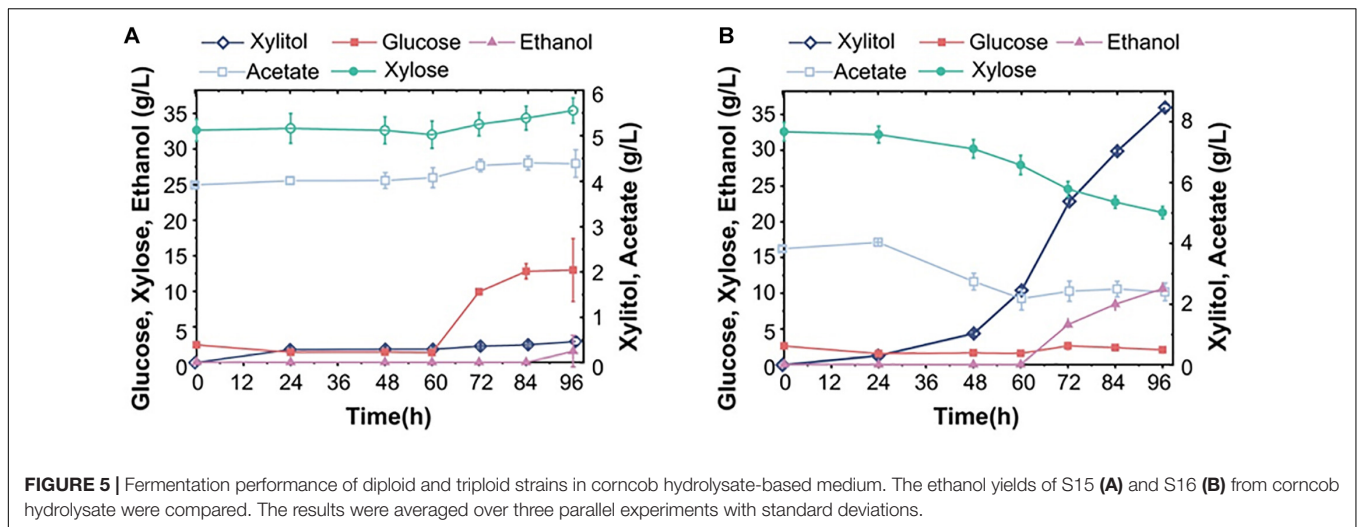 A
Xylitol Glucose Ethanol
Acetate Xylose
Glucose, Xylose, Ethanol (g/L)
35
30
25
20
15
10
5
0
6
5
4
3
2
1
0
Xylitol, Acetate (g/L)
0 12 24 36 48 60 72 84 96
Time(h)
B
Xylitol Glucose Ethanol
Acetate Xylose
Glucose, Xylose, Ethanol (g/L)
35
30
25
20
15
10
5
0
8
6
4
2
0
Xylitol, Acetate (g/L)
0 12 24 36 48 60 72 84 96
Time(h)
FIGURE 5 | Fermentation performance of diploid and triploid strains in corncob hydrolysate-based medium. The ethanol yields of S15 (A) and S16 (B) from corncob
hydrolysate were compared. The results were averaged over three parallel experiments with standard deviations.